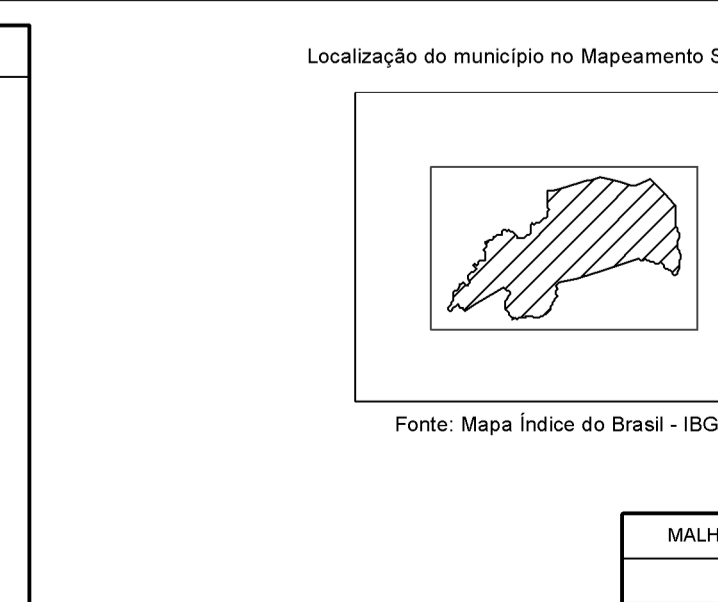 Localização do município no Mapeamento S
Fonte: Mapa Índice do Brasil - IBG
MALH